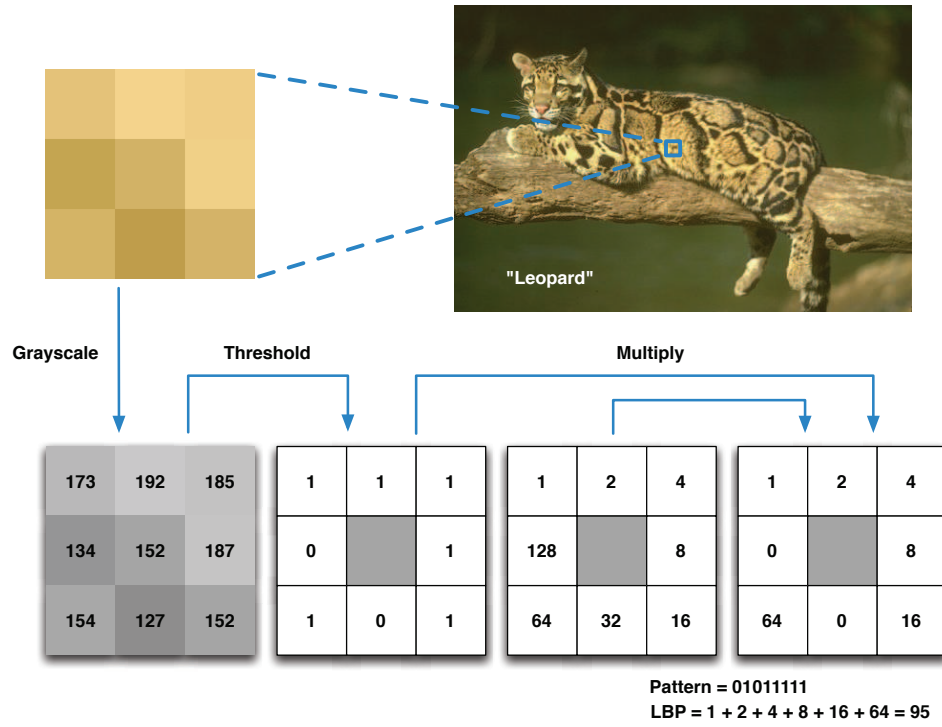 "Leopard"
Grayscale
Threshold
Multiply
173 192 185
134 152 187
154 127 152
1 1 1
0 1
1 0 1
1 2 4
128 8
64 32 16
1 2 4
0 8
64 0 16
Pattern = 01011111
LBP = 1 + 2 + 4 + 8 + 16 + 64 = 95